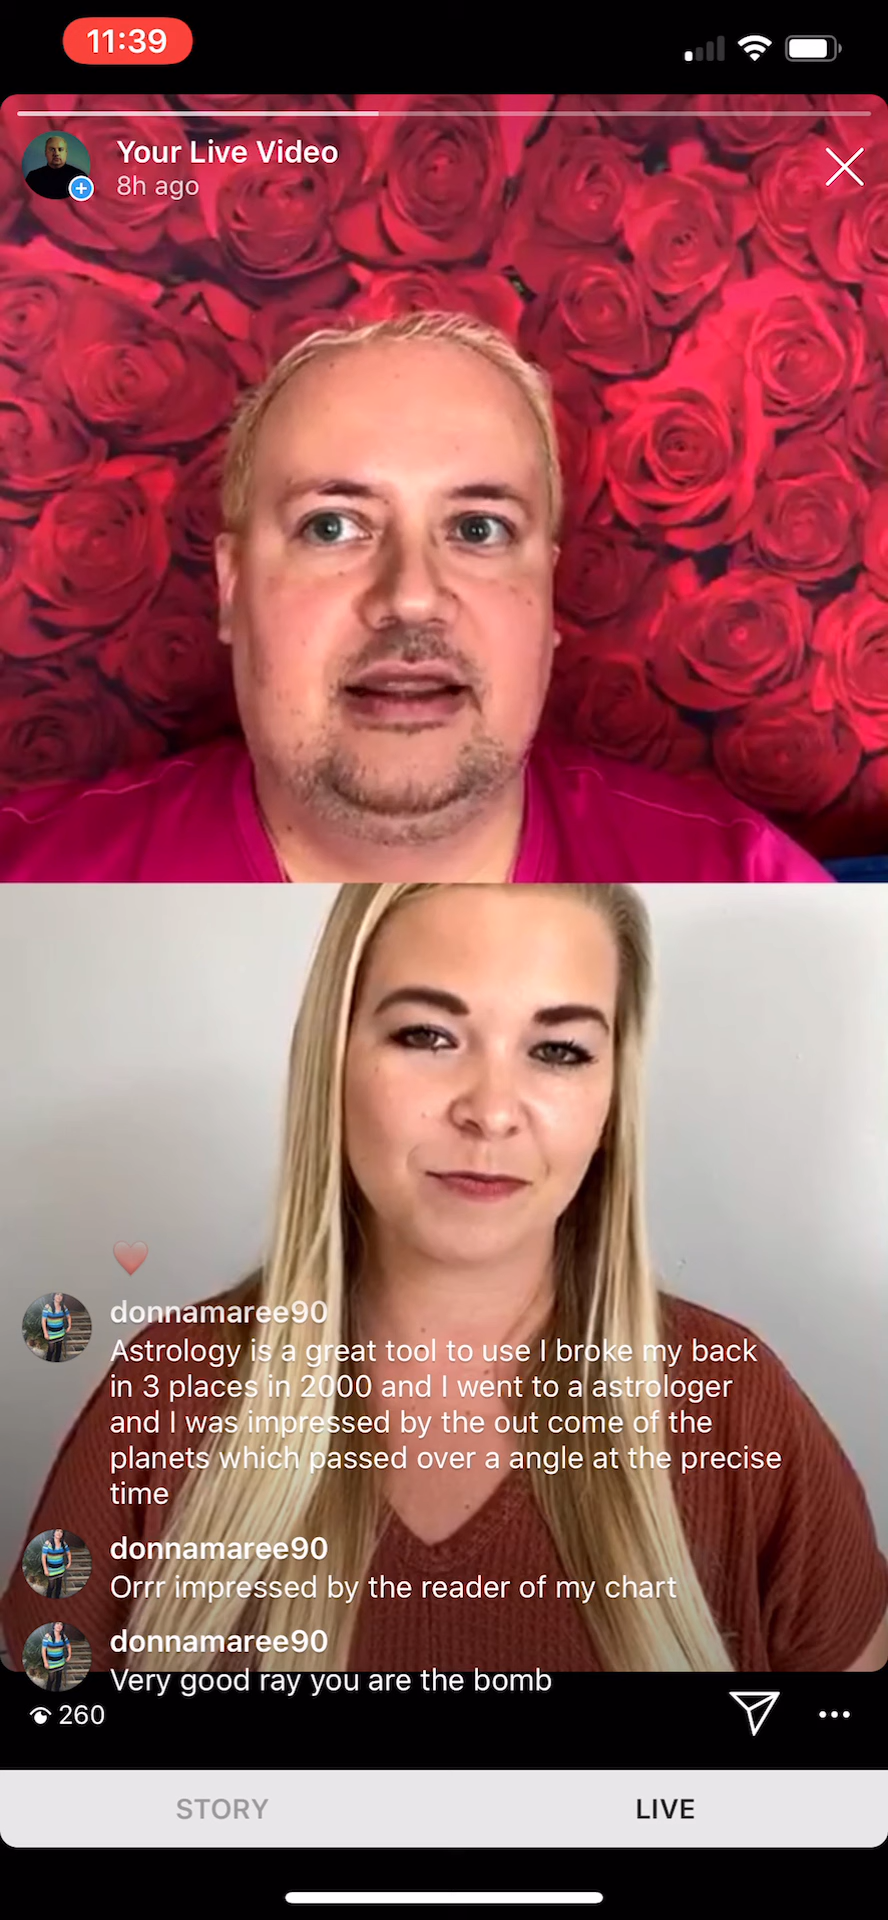 11:39
Your Live Video
8h ago
donnamaree90
Astrology is a great tool to use I broke my back
in 3 places in 2000 and I went to a astrologer
and I was impressed by the out come of the
planets which passed over a angle at the precise
time
donnamaree90
Orrr impressed by the reader of my chart
donnamaree90
Very good ray you are the bomb
260
STORY
LIVE